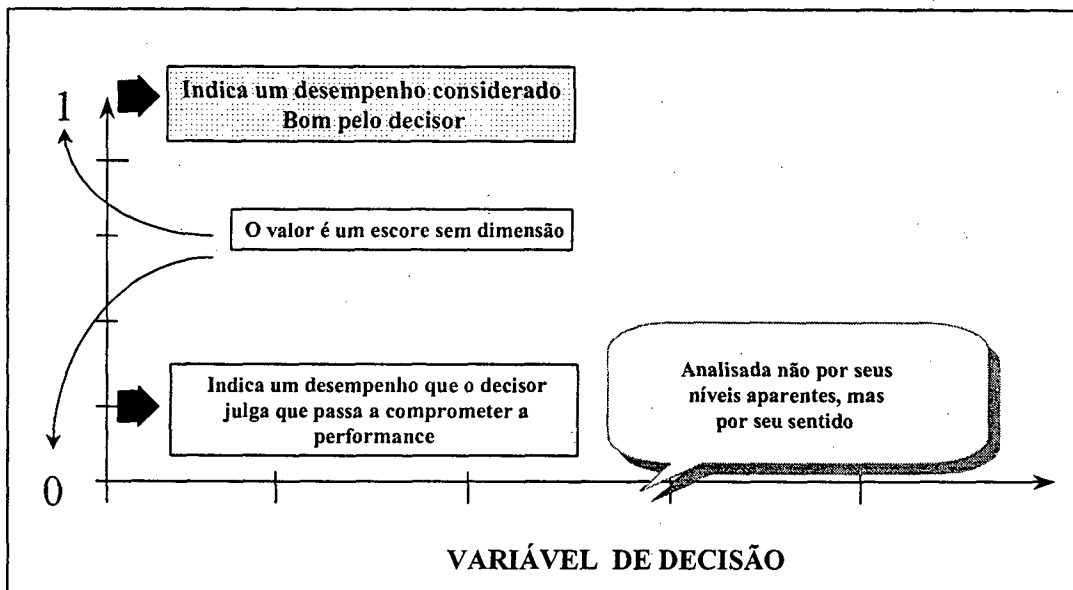 1
Indica um desempenho considerado
Bom pelo decisor
O valor é um escore sem dimensão
Indica um desempenho que o decisor
julga que passa a comprometer a
performance
Analisada não por seus
níveis aparentes, mas
por seu sentido
0
VARIÁVEL DE DECISÃO